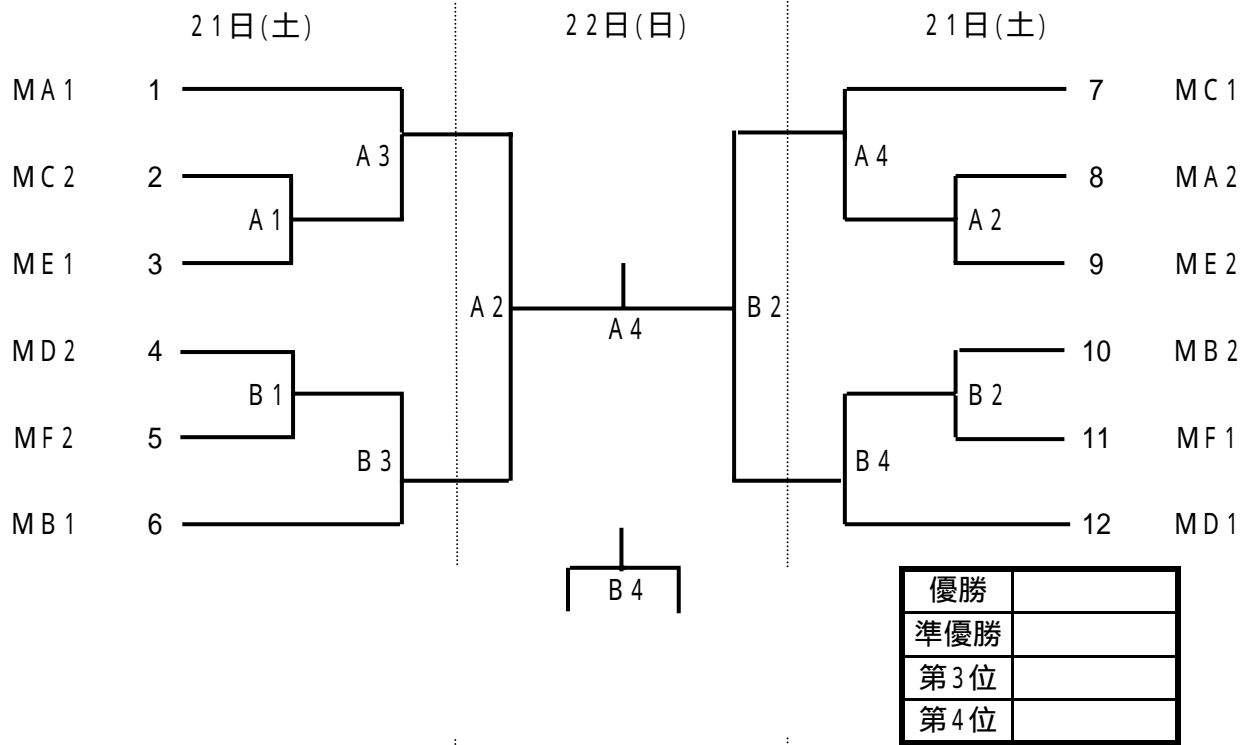 21日(土) 22日(日) 21日(土)
MA1 1 7 MC1
A3 A4
MC2 2 8 MA2
A1 A2
ME1 3 9 ME2
A2 A4 B2
MD2 4 10 MB2
B1 B2
MF2 5 11 MF1
B3 B4
MB1 6 12 MD1
B4
優勝
準優勝
第3位
第4位